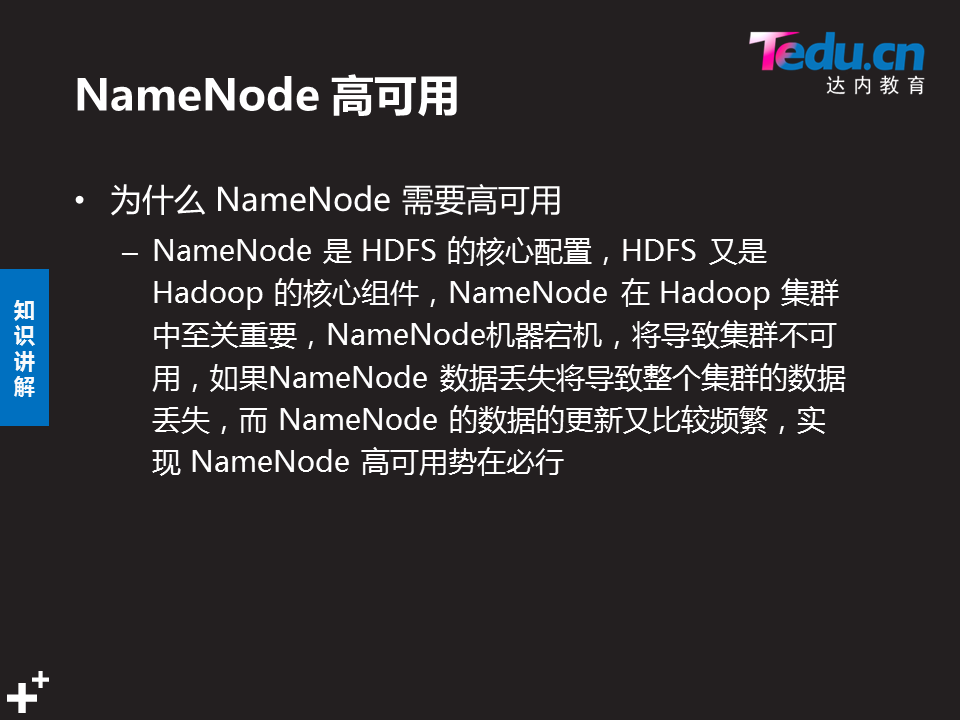 Tedu.cn
达内教育
NameNode 高可用
• 为什么 NameNode 需要高可用
– NameNode 是 HDFS 的核心配置，HDFS 又是
Hadoop 的核心组件，NameNode 在 Hadoop 集群
中至关重要，NameNode机器宕机，将导致集群不可
用，如果NameNode 数据丢失将导致整个集群的数据
丢失，而 NameNode 的数据的更新又比较频繁，实
现 NameNode 高可用势在必行
知
识
讲
解